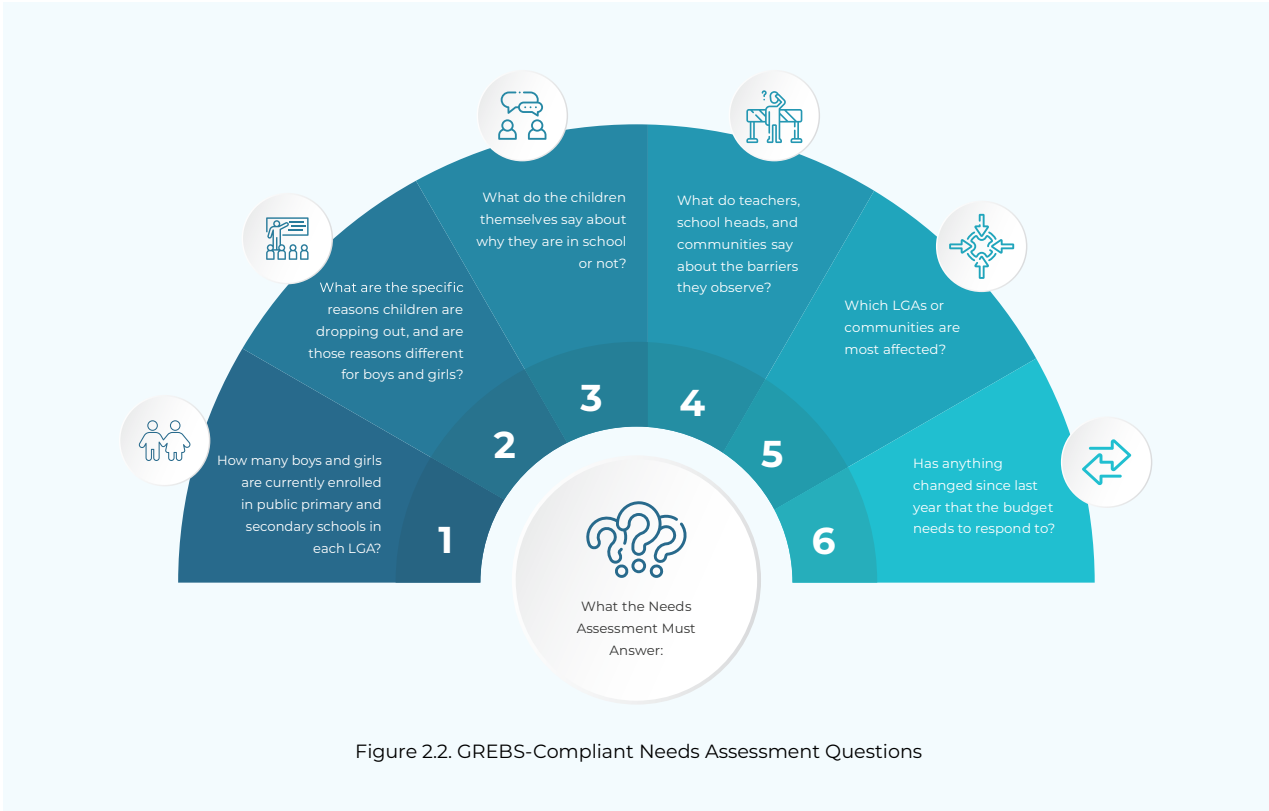 How many boys and girls
are currently enrolled
in public primary and
secondary schools in
each LGA?
1
What are the specific
reasons children are
dropping out, and are
those reasons different
for boys and girls?
2
What do the children
themselves say about
why they are in school
or not?
3
What do teachers,
school heads, and
communities say
about the barriers
they observe?
4
Which LGAs or
communities are
most affected?
5
Has anything
changed since last
year that the budget
needs to respond to?
6
What the Needs
Assessment Must
Answer:
Figure 2.2. GREBS-Compliant Needs Assessment Questions